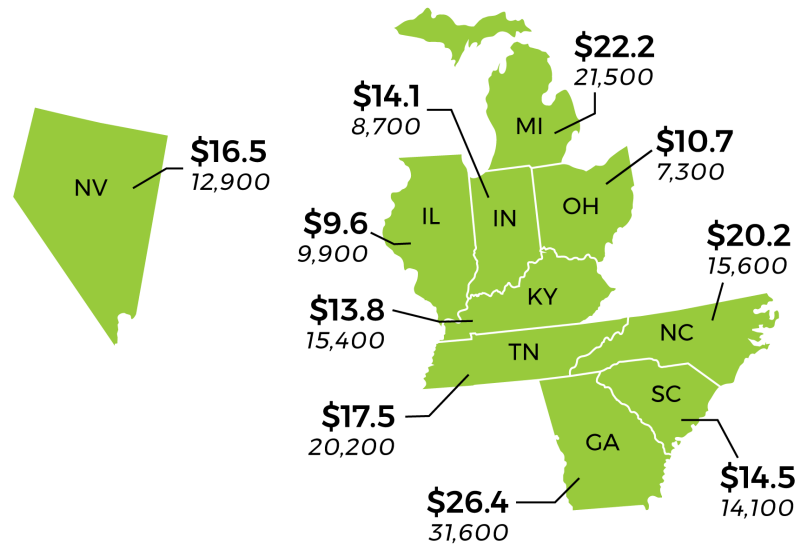 $22.2
21,500
MI
$14.1
8,700
$10.7
7,300
$16.5
12,900
NV
IL
IN
OH
$9.6
9,900
$20.2
15,600
KY
$13.8
15,400
NC
TN
SC
$17.5
20,200
GA
$14.5
14,100
$26.4
31,600